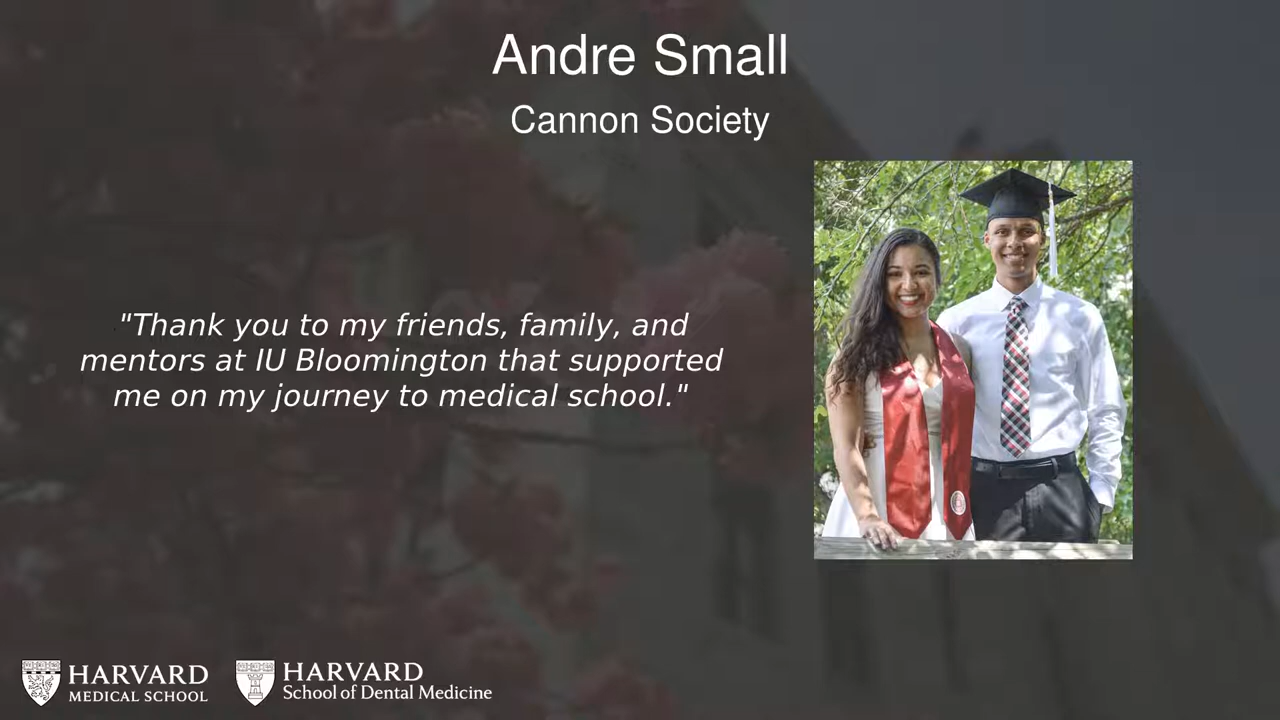 Andre Small
Cannon Society
"Thank you to my friends, family, and
mentors at IU Bloomington that supported
me on my journey to medical school."
HARVARD
MEDICAL SCHOOL
HARVARD
School of Dental Medicine